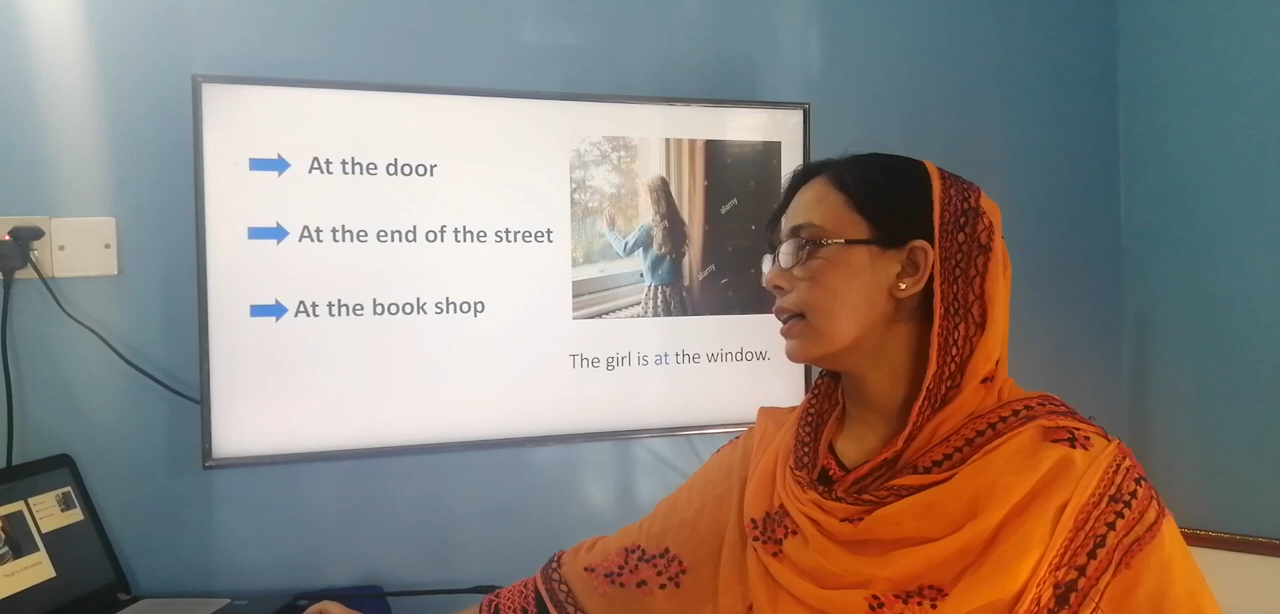 At the door
At the end of the street
At the book shop
alamy
alamy
The girl is at the window.